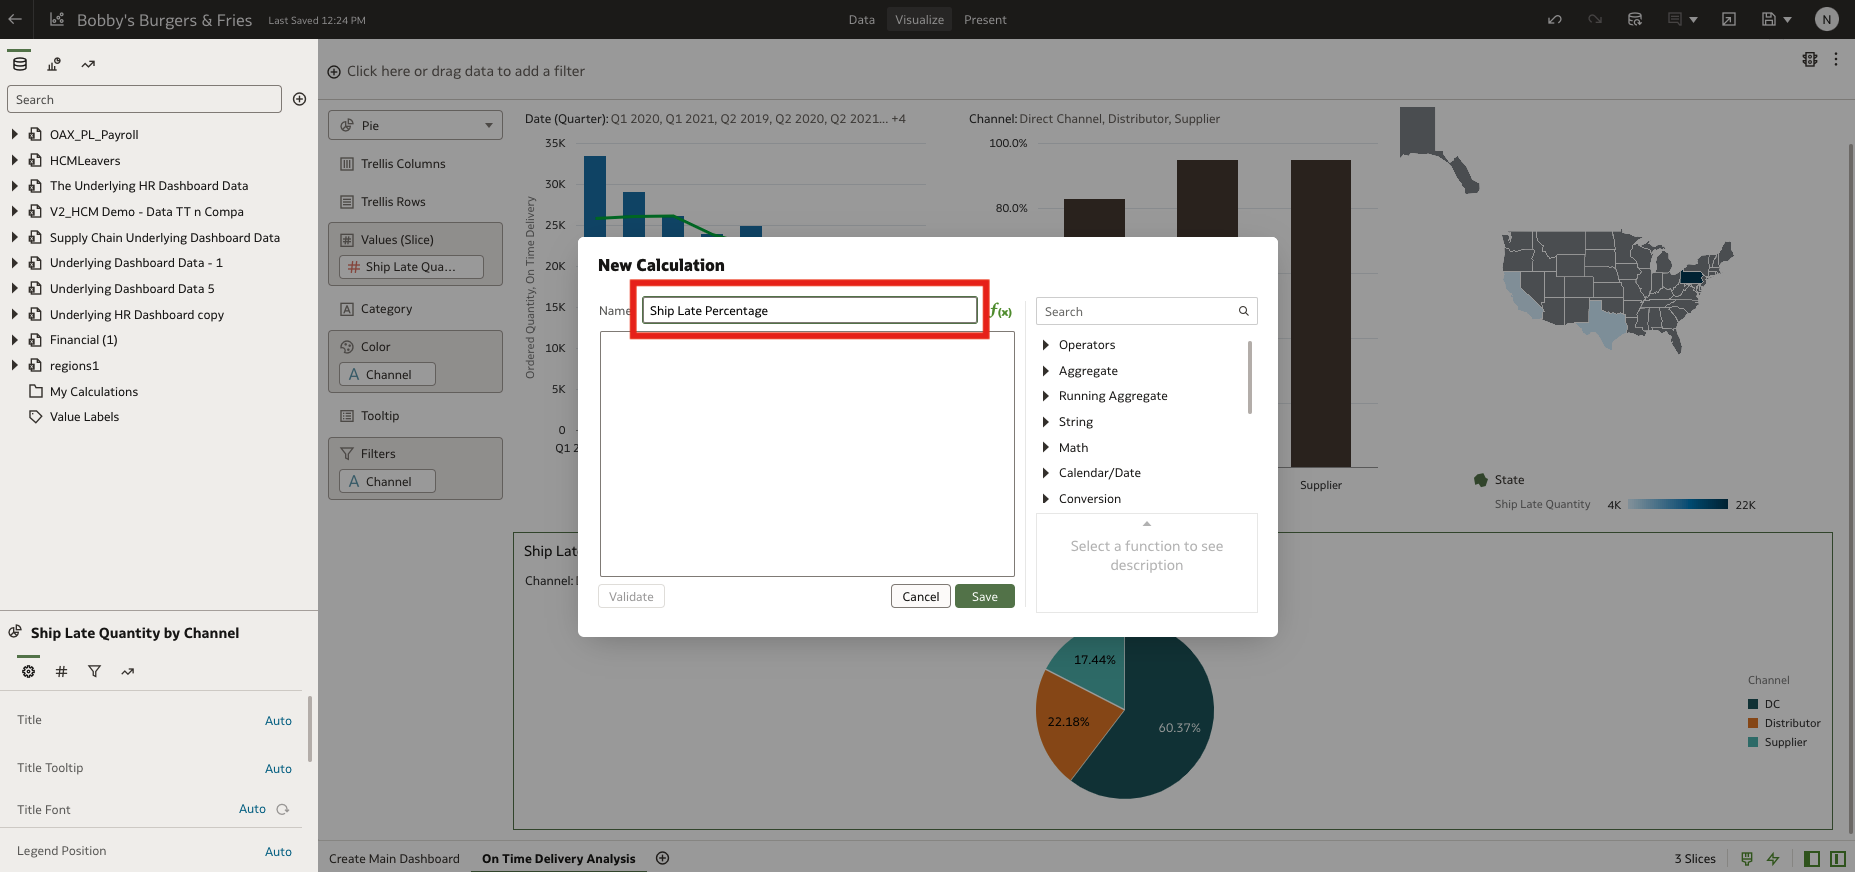 Bobby's Burgers & Fries Last Saved 12:24 PM
Data Visualize Present
N
Search
OAX_PL_Payroll
HCMLeavers
The Underlying HR Dashboard Data
V2_HCM Demo - Data TT n Compa
Supply Chain Underlying Dashboard Data
Underlying Dashboard Data - 1
Underlying Dashboard Data 5
Underlying HR Dashboard copy
Financial (1)
regions1
My Calculations
Value Labels
Ship Late Quantity by Channel
Title Auto
Title Tooltip Auto
Title Font Auto
Legend Position Auto
Click here or drag data to add a filter
Pie
Trellis Columns
Trellis Rows
Values (Slice)
Ship Late Qua...
Category
Color
A Channel
Tooltip
Filters
A Channel
Date (Quarter): Q1 2020, Q1 2021, Q2 2019, Q2 2020, Q2 2021... +4
Ordered Quantity, On Time Delivery
35K
30K
25K
20K
15K
10K
5K
0
Q1 2
Channel: Direct Channel, Distributor, Supplier
100.0%
80.0%
Supplier
State
Ship Late Quantity 4K 22K
New Calculation
Name Ship Late Percentage f(x)
Validate Cancel Save
Search
Operators
Aggregate
Running Aggregate
String
Math
Calendar/Date
Conversion
Select a function to see
description
Ship Lat
Channel:
17.44%
22.18%
60.37%
Channel
DC
Distributor
Supplier
Create Main Dashboard On Time Delivery Analysis
3 Slices